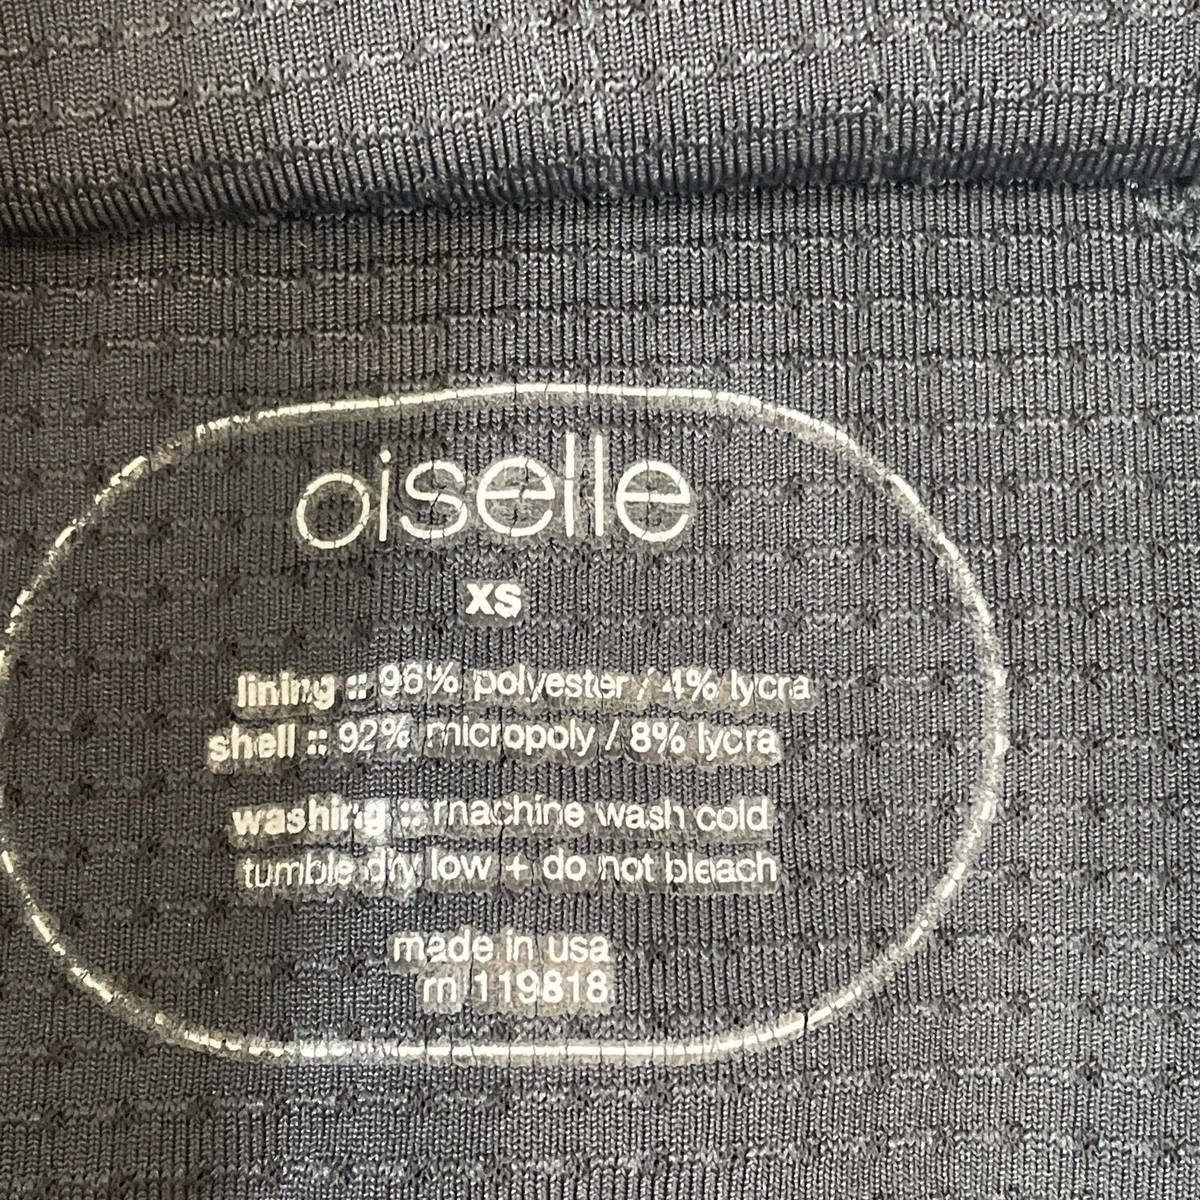 oiselle
xs
lining :: 96% polyester / 4% lycra
shell :: 92% micropoly / 8% lycra
washing :: machine wash cold
tumble dry low + do not bleach
made in usa
rn 119818